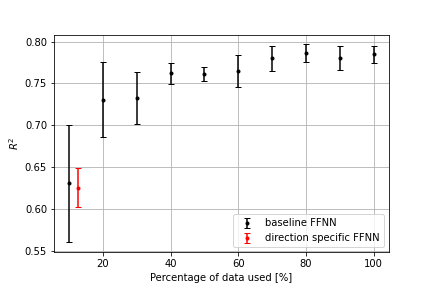 0.80
0.75
0.70
0.65
0.60
0.55
R²
20
40
60
80
100
Percentage of data used [%]
baseline FFNN
direction specific FFNN